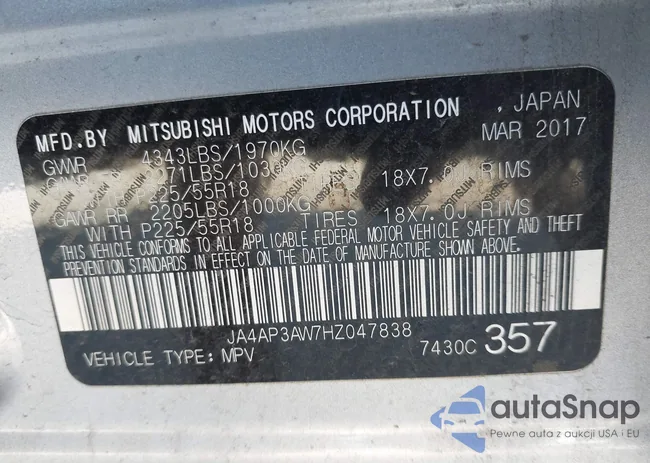 MFD.BY MITSUBISHI MOTORS CORPORATION , JAPAN
MAR 2017
GVWR 4343LBS/1970KG
18X7. RIMS
225/55R18
GAWR RR 2205LBS/1000KG TIRES 18X7.0J RIMS
WITH P225/55R18
THIS VEHICLE CONFORMS TO ALL APPLICABLE FEDERAL MOTOR VEHICLE SAFETY AND THEFT
PREVENTION STANDARDS IN EFFECT ON THE DATE OF MANUFACTURE SHOWN ABOVE.
JA4AP3AW7HZ047838
VEHICLE TYPE: MPV 7430C 357
autaSnap
Pewne auta z aukcji USA i EU